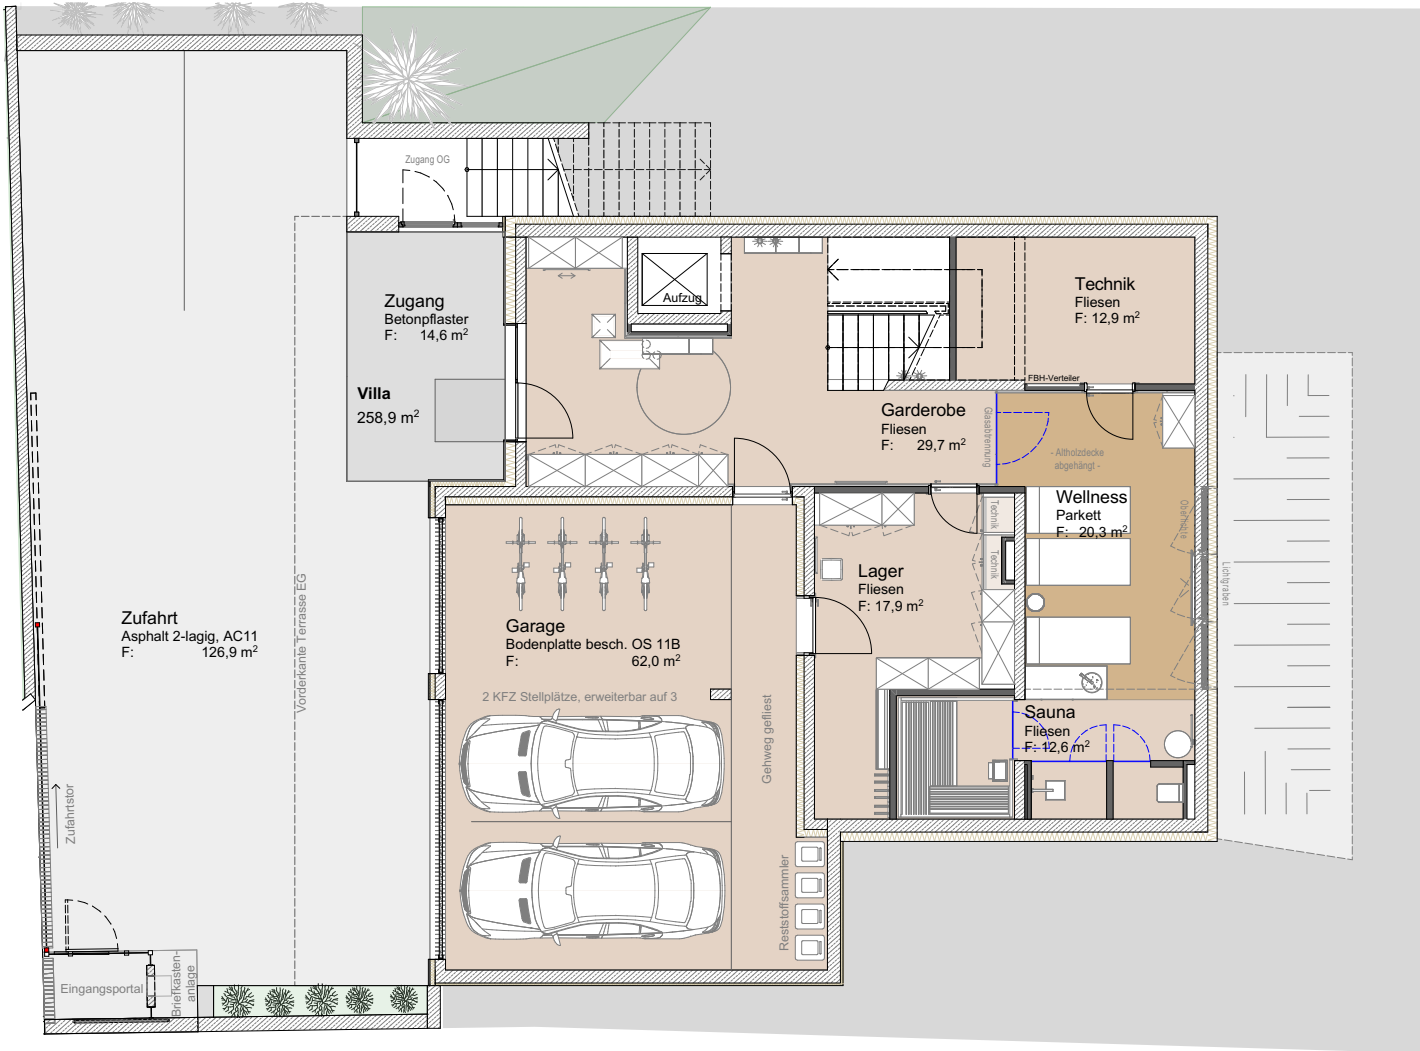 Zugang OG
Zugang
Betonpflaster
F: 14,6 m²
Villa
258,9 m²
Aufzug
Technik
Fliesen
F: 12,9 m²
FBH-Verteiler
Garderobe
Fliesen
F: 29,7 m²
Glasabtrennung
- Altholzdecke
abgehängt -
Wellness
Parkett
F: 20,3 m²
Oberlichte
Lichtgraben
Technik
Technik
Lager
Fliesen
F: 17,9 m²
Garage
Bodenplatte besch. OS 11B
F: 62,0 m²
2 KFZ Stellplätze, erweiterbar auf 3
Gehweg gefliest
Sauna
Fliesen
F: 12,6 m²
Reststoffsammler
Zufahrt
Asphalt 2-lagig, AC11
F: 126,9 m²
Vorderkante Terrasse EG
Zufahrtstor
Eingangsportal
Briefkasten-
anlage